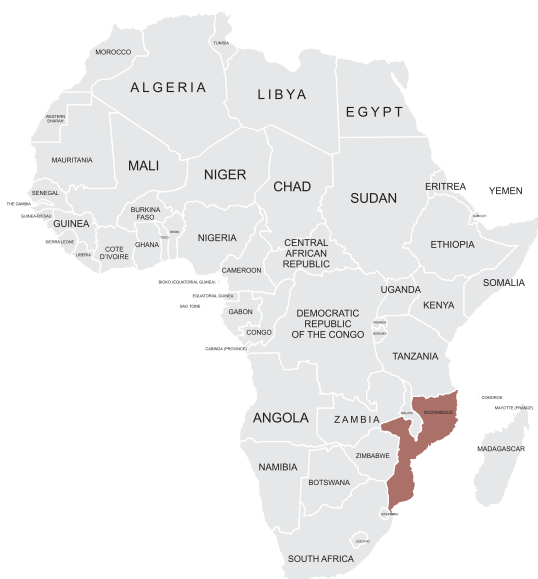 TUNISIA
MOROCCO
ALGERIA
LIBYA
EGYPT
WESTERN
SHARAH
MAURITANIA
MALI
NIGER
CHAD
SUDAN
ERITREA
YEMEN
SENEGAL
THE GAMBIA
GUINEA-BISSAU
GUINEA
BURKINA
FASO
BENIN
TOGO
DJIBOUTI
SIERRA LEONE
LIBERIA
COTE
D'IVOIRE
GHANA
NIGERIA
CENTRAL
AFRICAN
REPUBLIC
ETHIOPIA
CAMEROON
SOMALIA
BIOKO (EQUATORIAL GUINEA)
EQUATORIAL GUINEA
SAO TOME
GABON
CONGO
UGANDA
KENYA
DEMOCRATIC
REPUBLIC
OF THE CONGO
RWANDA
BURUNDI
CABINDA (PROVINCE)
TANZANIA
COMOROS
MAYOTTE (FRANCE)
ANGOLA
ZAMBIA
MALAWI
MOZAMBIQUE
MADAGASCAR
ZIMBABWE
NAMIBIA
BOTSWANA
LESOTHO
SOUTH AFRICA